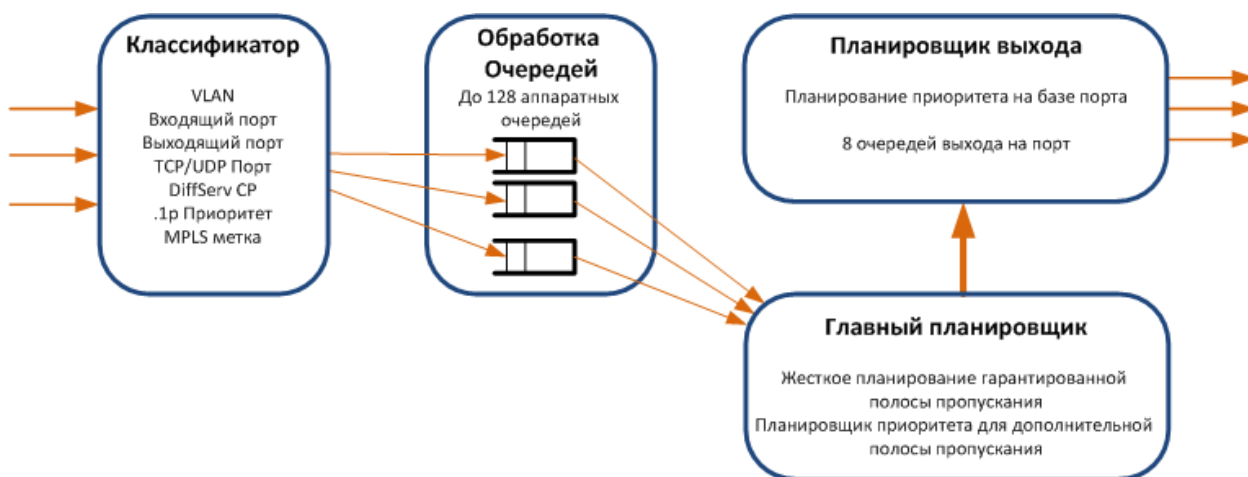 Классификатор
VLAN
Входящий порт
Выходящий порт
TCP/UDP Порт
DiffServ CP
.1p Приоритет
MPLS метка
Обработка
Очередей
До 128 аппаратных
очередей
Планировщик выхода
Планирование приоритета на базе порта
8 очередей выхода на порт
Главный планировщик
Жесткое планирование гарантированной
полосы пропускания
Планировщик приоритета для дополнительной
полосы пропускания